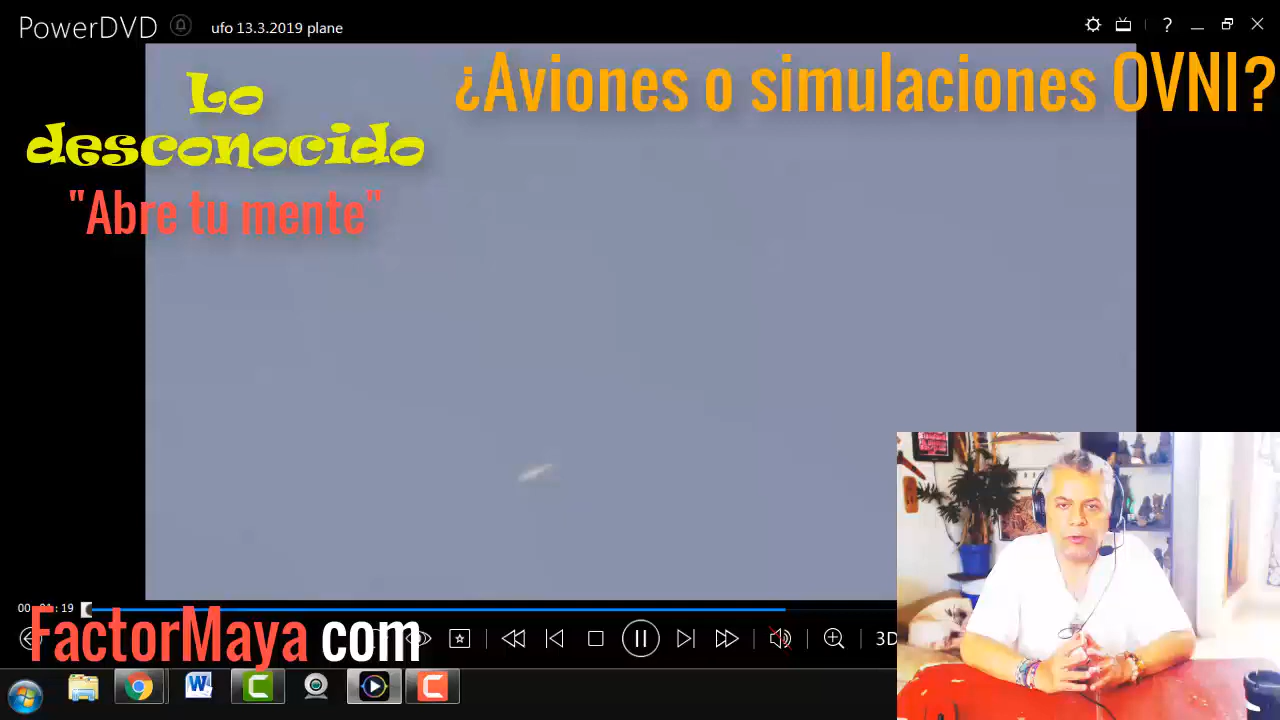 PowerDVD
ufo 13.3.2019 plane
?
¿Aviones o simulaciones OVNI?
Lo
desconocido
"Abre tu mente"
FactorMaya com
3D